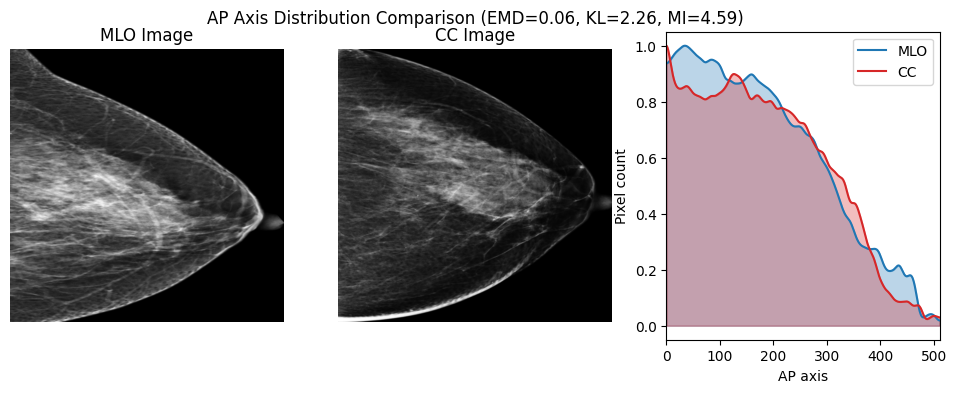 AP Axis Distribution Comparison (EMD=0.06, KL=2.26, MI=4.59)
MLO Image
CC Image
MLO
CC
Pixel count
1.0
0.8
0.6
0.4
0.2
0.0
0 100 200 300 400 500
AP axis